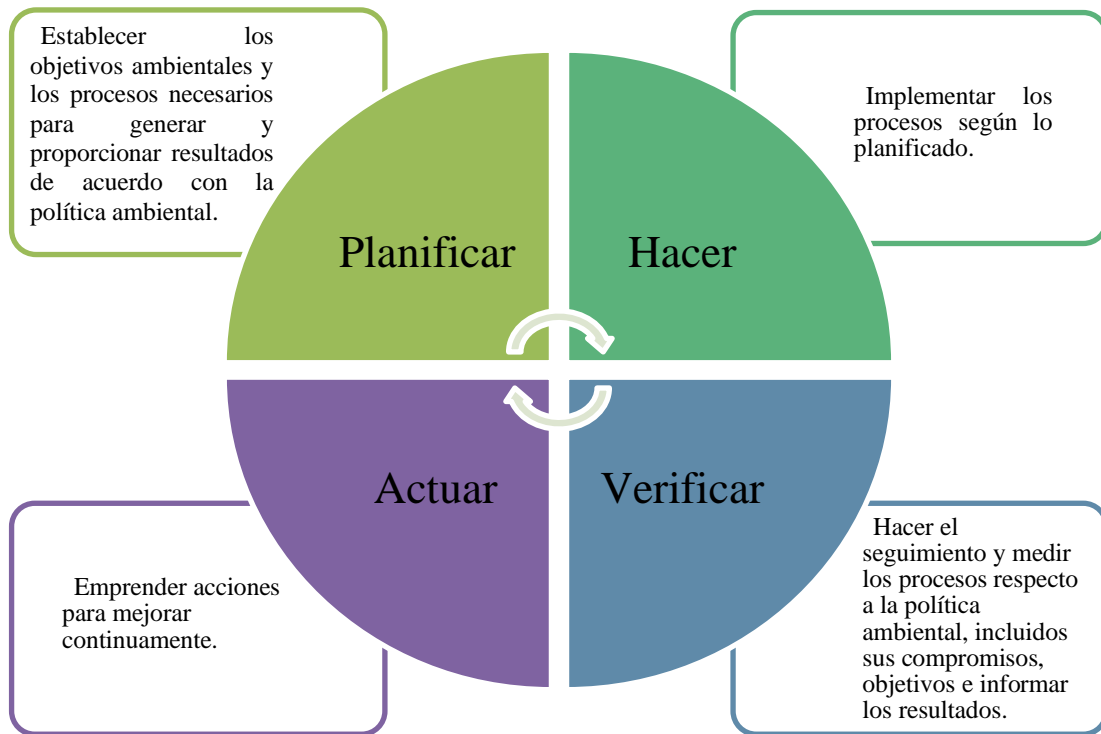 Establecer los
objetivos ambientales y
los procesos necesarios
para generar y
proporcionar resultados
de acuerdo con la
política ambiental.
Implementar los
procesos según lo
planificado.
Planificar
Hacer
Actuar
Verificar
Emprender acciones
para mejorar
continuamente.
Hacer el
seguimiento y medir
los procesos respecto
a la política
ambiental, incluidos
sus compromisos,
objetivos e informar
los resultados.